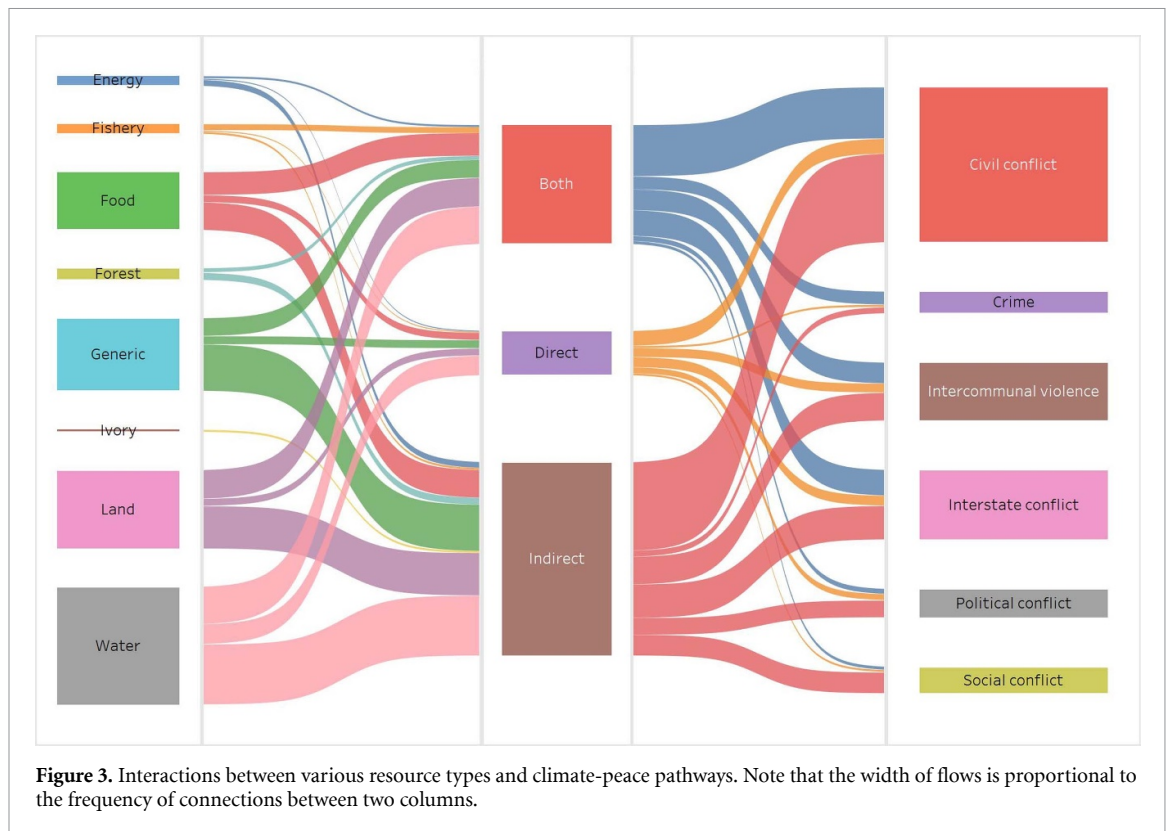 Energy
Fishery
Food
Forest
Generic
Ivory
Land
Water
Both
Direct
Indirect
Civil conflict
Crime
Intercommunal violence
Interstate conflict
Political conflict
Social conflict
Figure 3. Interactions between various resource types and climate-peace pathways. Note that the width of flows is proportional to
the frequency of connections between two columns.